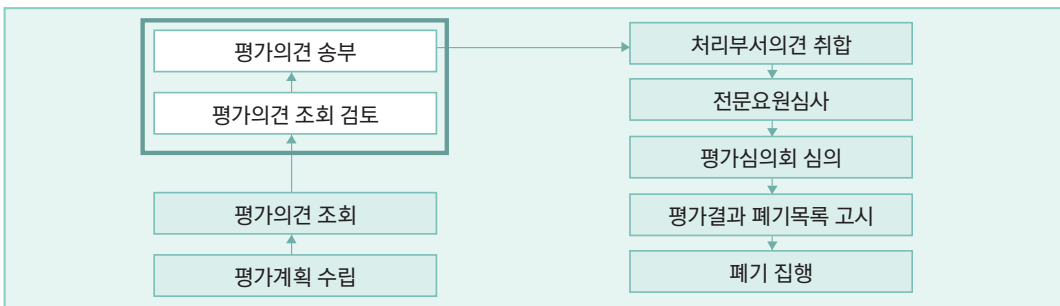 평가의견 송부
평가의견 조회 검토
평가의견 조회
평가계획 수립
처리부서의견 취합
전문요원심사
평가심의회 심의
평가결과 폐기목록 고시
폐기 집행